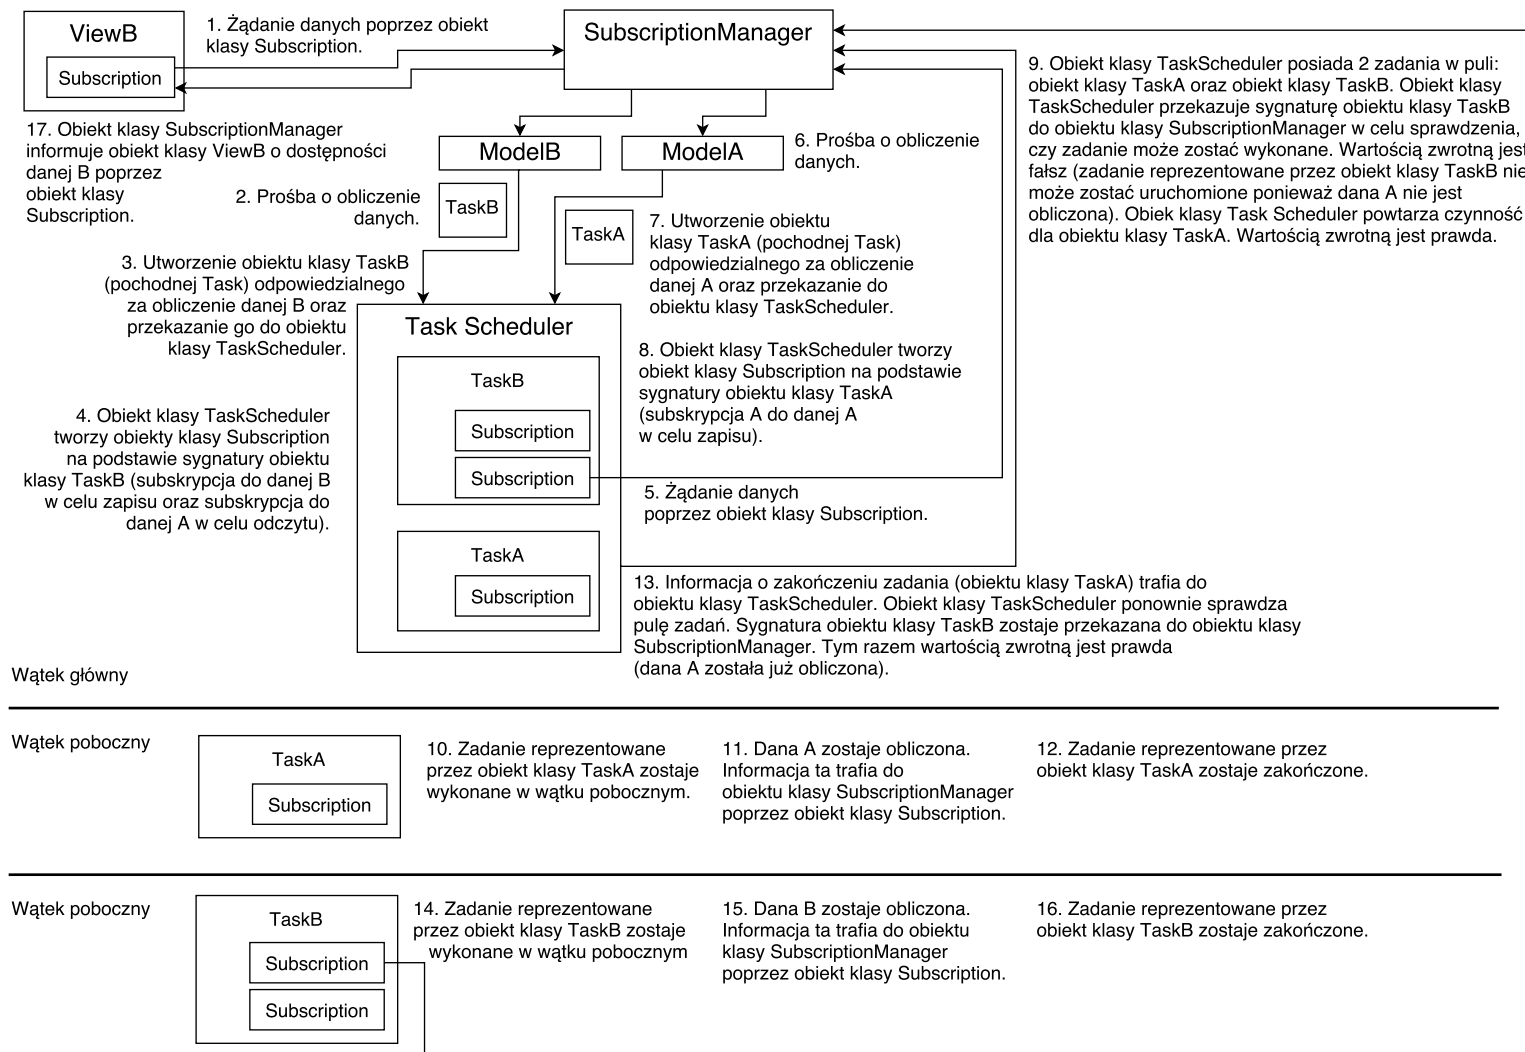 ViewB
Subscription
1. Żądanie danych poprzez obiekt
klasy Subscription.
SubscriptionManager
17. Obiekt klasy SubscriptionManager
informuje obiekt klasy ViewB o dostępności
danej B poprzez
obiekt klasy
Subscription.
ModelB
ModelA
2. Prośba o obliczenie
danych.
TaskB
6. Prośba o obliczenie
danych.
TaskA
3. Utworzenie obiektu klasy TaskB
(pochodnej Task) odpowiedzialnego
za obliczenie danej B oraz
przekazanie go do obiektu
klasy TaskScheduler.
7. Utworzenie obiektu
klasy TaskA (pochodnej Task)
odpowiedzialnego za obliczenie
danej A oraz przekazanie do
obiektu klasy TaskScheduler.
9. Obiekt klasy TaskScheduler posiada 2 zadania w puli:
obiekt klasy TaskA oraz obiekt klasy TaskB. Obiekt klasy
TaskScheduler przekazuje sygnaturę obiektu klasy TaskB
do obiektu klasy SubscriptionManager w celu sprawdzenia,
czy zadanie może zostać wykonane. Wartością zwrotną jest
fałsz (zadanie reprezentowane przez obiekt klasy TaskB nie
może zostać uruchomione ponieważ dana A nie jest
obliczona). Obiek klasy Task Scheduler powtarza czynność
dla obiektu klasy TaskA. Wartością zwrotną jest prawda.
Task Scheduler
TaskB
Subscription
Subscription
TaskA
Subscription
4. Obiekt klasy TaskScheduler
tworzy obiekty klasy Subscription
na podstawie sygnatury obiektu
klasy TaskB (subskrypcja do danej B
w celu zapisu oraz subskrypcja do
danej A w celu odczytu).
8. Obiekt klasy TaskScheduler tworzy
obiekt klasy Subscription na podstawie
sygnatury obiektu klasy TaskA
(subskrypcja A do danej A
w celu zapisu).
5. Żądanie danych
poprzez obiekt klasy Subscription.
13. Informacja o zakończeniu zadania (obiektu klasy TaskA) trafia do
obiektu klasy TaskScheduler. Obiekt klasy TaskScheduler ponownie sprawdza
pulę zadań. Sygnatura obiektu klasy TaskB zostaje przekazana do obiektu klasy
SubscriptionManager. Tym razem wartością zwrotną jest prawda
(dana A została już obliczona).
Wątek główny
Wątek poboczny
TaskA
Subscription
10. Zadanie reprezentowane
przez obiekt klasy TaskA zostaje
wykonane w wątku pobocznym.
11. Dana A zostaje obliczona.
Informacja ta trafia do
obiektu klasy SubscriptionManager
poprzez obiekt klasy Subscription.
12. Zadanie reprezentowane przez
obiekt klasy TaskA zostaje zakończone.
Wątek poboczny
TaskB
Subscription
Subscription
14. Zadanie reprezentowane
przez obiekt klasy TaskB zostaje
wykonane w wątku pobocznym
15. Dana B zostaje obliczona.
Informacja ta trafia do obiektu
klasy SubscriptionManager
poprzez obiekt klasy Subscription.
16. Zadanie reprezentowane przez
obiekt klasy TaskB zostaje zakończone.